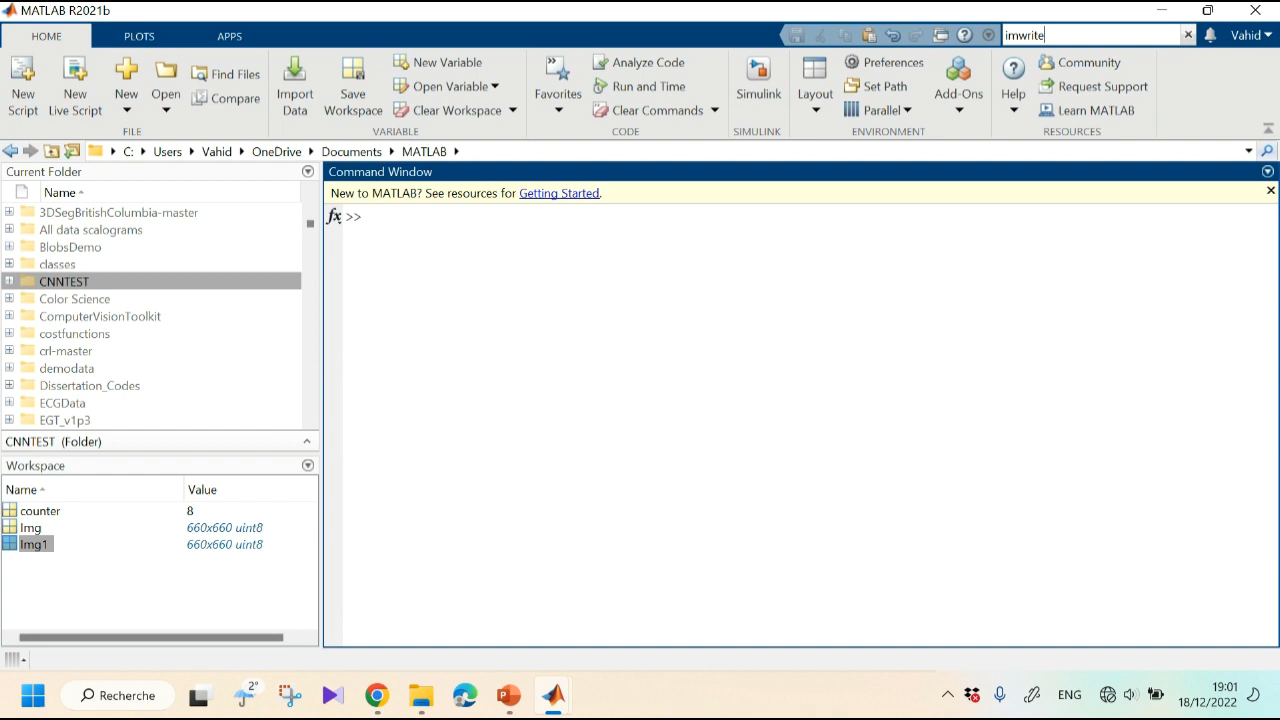 MATLAB R2021b
HOME PLOTS APPS imwrite Vahid
New Script
New Live Script
New
Open
Find Files
Compare
FILE
Import Data
Save Workspace
New Variable
Open Variable
Clear Workspace
VARIABLE
Favorites
Analyze Code
Run and Time
Clear Commands
CODE
Simulink
SIMULINK
Layout
Preferences
Set Path
Parallel
Add-Ons
ENVIRONMENT
Help
Community
Request Support
Learn MATLAB
RESOURCES
C: Users Vahid OneDrive Documents MATLAB
Current Folder
Name
3DSegBritishColumbia-master
All data scalograms
BlobsDemo
classes
CNNTEST
Color Science
ComputerVisionToolkit
costfunctions
crl-master
demodata
Dissertation_Codes
ECGData
EGT_v1p3
CNNTEST (Folder)
Workspace
Name Value
counter 8
Img 660x660 uint8
Img1 660x660 uint8
Command Window
New to MATLAB? See resources for Getting Started.
fx >>
2°
Recherche
ENG
19:01
18/12/2022